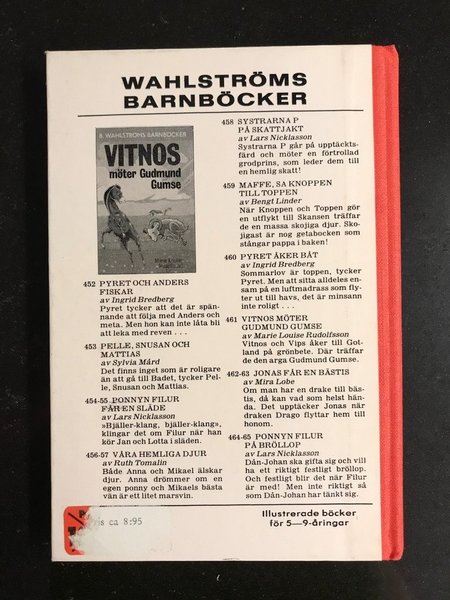 WAHLSTRÖMS
BARNBÖCKER
B. WAHLSTRÖMS BARNBÖCKER
VITNOS
möter Gudmund
Gumse
Marie Louise
Rudolfsson
452 PYRET OCH ANDERS
FISKAR
av Ingrid Bredberg
Pyret tycker att det är spän-
nande att följa med Anders och
meta. Men hon kan inte låta bli
att leka med reven . . .
453 PELLE, SNUSAN OCH
MATTIAS
av Sylvia Mård
Det finns inget som är roligare
än att gå till Badet, tycker Pel-
le, Snusan och Mattias.
454-55 PONNYN FILUR
FÅR EN SLÄDE
av Lars Nicklasson
»Bjäller-klang, bjäller-klang»,
klingar det om Filur när han
kör Jan och Lotta i släden.
456-57 VÅRA HEMLIGA DJUR
av Ruth Tomalin
Både Anna och Mikael älskar
djur. Anna drömmer om en
egen ponny och Mikaels bästa
vän är ett litet marsvin.
458 SYSTRARNA P
PÅ SKATTJAKT
av Lars Nicklasson
Systrarna P går på upptäckts-
färd och möter en förtrollad
grodprins, som leder dem till
en hemlig skatt!
459 MAFFE, SA KNOPPEN
TILL TOPPEN
av Bengt Linder
När Knoppen och Toppen gör
en utflykt till Skansen träffar
de en massa skojiga djur. Sko-
jigast är nog getabocken som
stångar pappa i baken!
460 PYRET ÅKER BÅT
av Ingrid Bredberg
Sommarlov är toppen, tycker
Pyret. Men att sitta alldeles en-
sam på en luftmadrass som fly-
ter ut till havs, det är minsann
inte roligt . . .
461 VITNOS MÖTER
GUDMUND GUMSE
av Marie Louise Rudolfsson
Vitnos och Vips åker till Got-
land på grönbete. Där träffar
de den arga Gudmund Gumse.
462-63 JONAS FÅR EN BÄSTIS
av Mira Lobe
Om man har en drake till bäs-
tis, då kan vad som helst hän-
da. Det upptäcker Jonas när
draken Drago flyttar hem till
honom.
464-65 PONNYN FILUR
PÅ BRÖLLOP
av Lars Nicklasson
Dân-Johan ska gifta sig och vill
ha ett riktigt festligt bröllop.
Och festligt blir det när Filur
är med! Men inte riktigt så
som Dân-Johan har tänkt sig.
ca 8:95
Illustrerade böcker
för 5—9-åringar